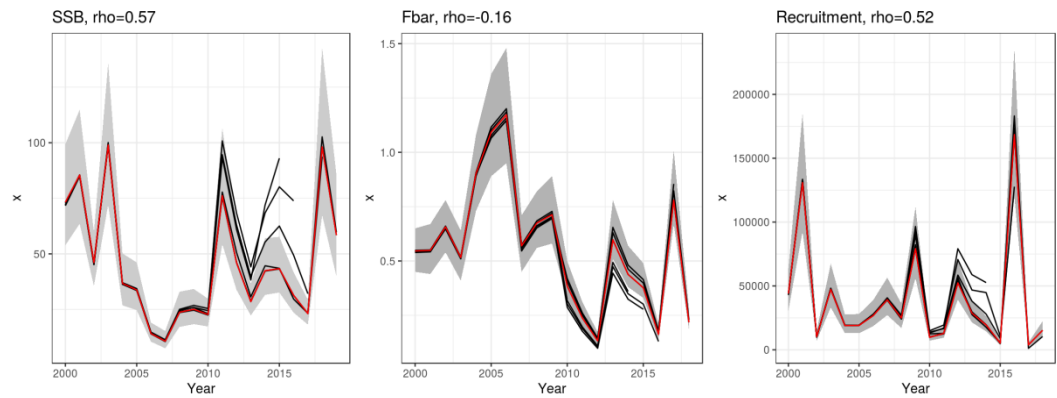 SSB, rho=0.57
100
50
x
2000 2005 2010 2015
Year
Fbar, rho=-0.16
1.5
1.0
0.5
x
2000 2005 2010 2015
Year
Recruitment, rho=0.52
200000
150000
100000
50000
0
x
2000 2005 2010 2015
Year